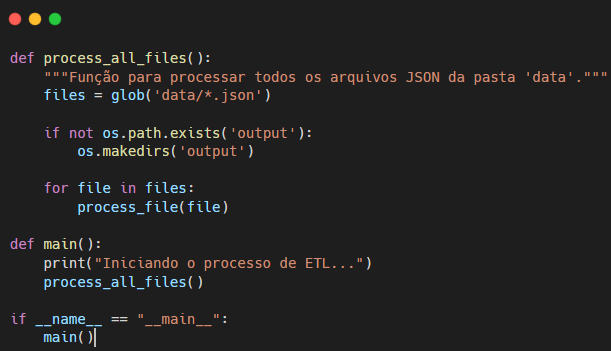 def process_all_files():
    """Função para processar todos os arquivos JSON da pasta 'data'."""
    files = glob('data/*.json')
    if not os.path.exists('output'):
        os.makedirs('output')
    for file in files:
        process_file(file)
def main():
    print("Iniciando o processo de ETL...")
    process_all_files()
if __name__ == "__main__":
    main()